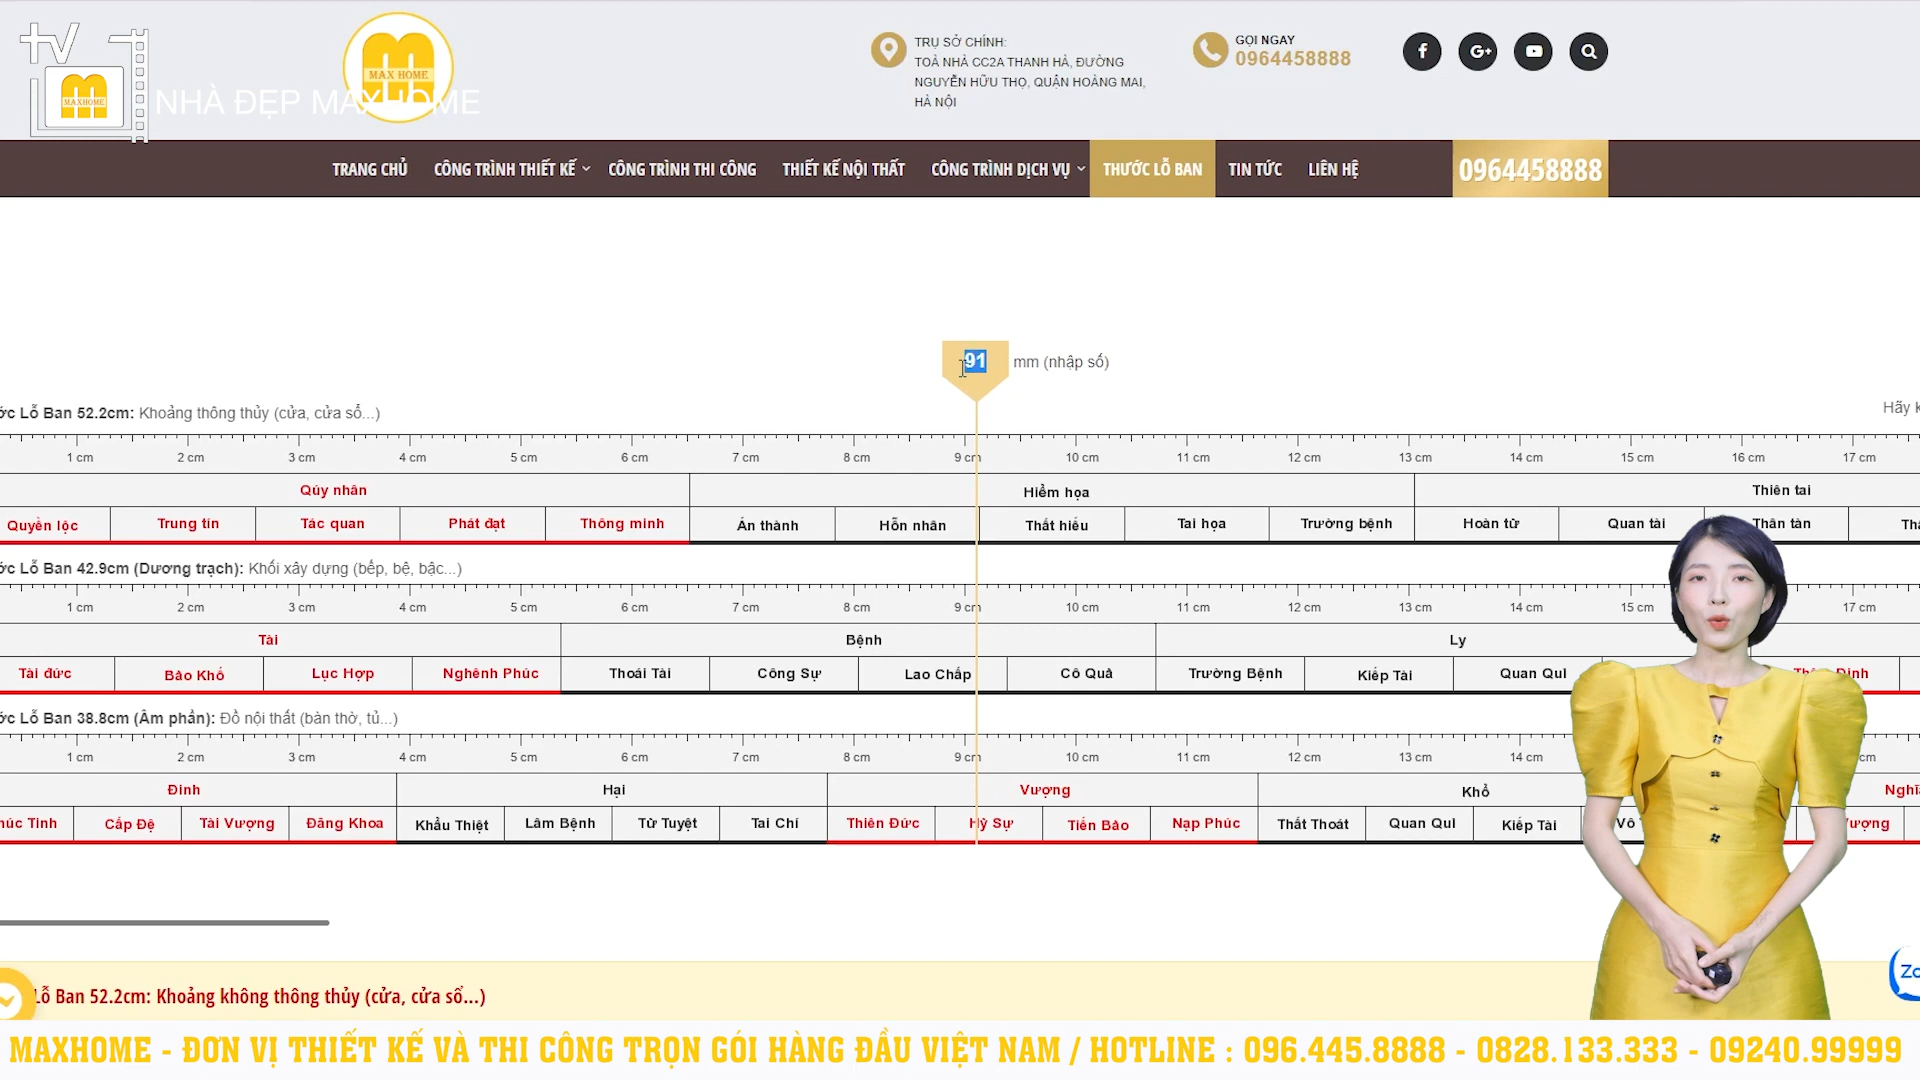 tv
MAXHOME
NHÀ ĐẸP MAXHOME
MAX HOME
TRỤ SỞ CHÍNH:
TOÀ NHÀ CC2A THANH HÀ, ĐƯỜNG
NGUYỄN HỮU THỌ, QUẬN HOÀNG MAI,
HÀ NỘI
GỌI NGAY
0964458888
TRANG CHỦ CÔNG TRÌNH THIẾT KẾ CÔNG TRÌNH THI CÔNG THIẾT KẾ NỘI THẤT CÔNG TRÌNH DỊCH VỤ THƯỚC LỖ BAN TIN TỨC LIÊN HỆ 0964458888
91 mm (nhập số)
ớc Lỗ Ban 52.2cm: Khoảng thông thủy (cửa, cửa sổ...)
Hãy k
1 cm 2 cm 3 cm 4 cm 5 cm 6 cm 7 cm 8 cm 9 cm 10 cm 11 cm 12 cm 13 cm 14 cm 15 cm 16 cm 17 cm
Qúy nhân Hiểm họa Thiên tai
Quyền lộc Trung tín Tác quan Phát đạt Thông minh Án thành Hỗn nhân Thất hiếu Tai họa Trường bệnh Hoàn tử Quan tài Thân tàn Thấ
ớc Lỗ Ban 42.9cm (Dương trạch): Khối xây dựng (bếp, bệ, bậc...)
1 cm 2 cm 3 cm 4 cm 5 cm 6 cm 7 cm 8 cm 9 cm 10 cm 11 cm 12 cm 13 cm 14 cm 15 cm 17 cm
Tài Bệnh Ly
Tài đức Bảo Khố Lục Hợp Nghênh Phúc Thoái Tài Công Sự Lao Chấp Cô Quả Trường Bệnh Kiếp Tài Quan Quỉ
ớc Lỗ Ban 38.8cm (Âm phần): Đồ nội thất (bàn thờ, tủ...)
1 cm 2 cm 3 cm 4 cm 5 cm 6 cm 7 cm 8 cm 9 cm 10 cm 11 cm 12 cm 13 cm 14 cm cm
Đinh Hại Vượng Khổ Nghĩ
húc Tinh Cấp Đệ Tài Vượng Đăng Khoa Khẩu Thiệt Lâm Bệnh Tử Tuyệt Tai Chí Thiên Đức Hỷ Sự Tiến Bảo Nạp Phúc Thất Thoát Quan Quỉ Kiếp Tài Vô ượng
Lỗ Ban 52.2cm: Khoảng không thông thủy (cửa, cửa sổ...)
Za
MAXHOME - ĐƠN VỊ THIẾT KẾ VÀ THI CÔNG TRỌN GÓI HÀNG ĐẦU VIỆT NAM / HOTLINE : 096.445.8888 - 0828.133.333 - 09240.99999